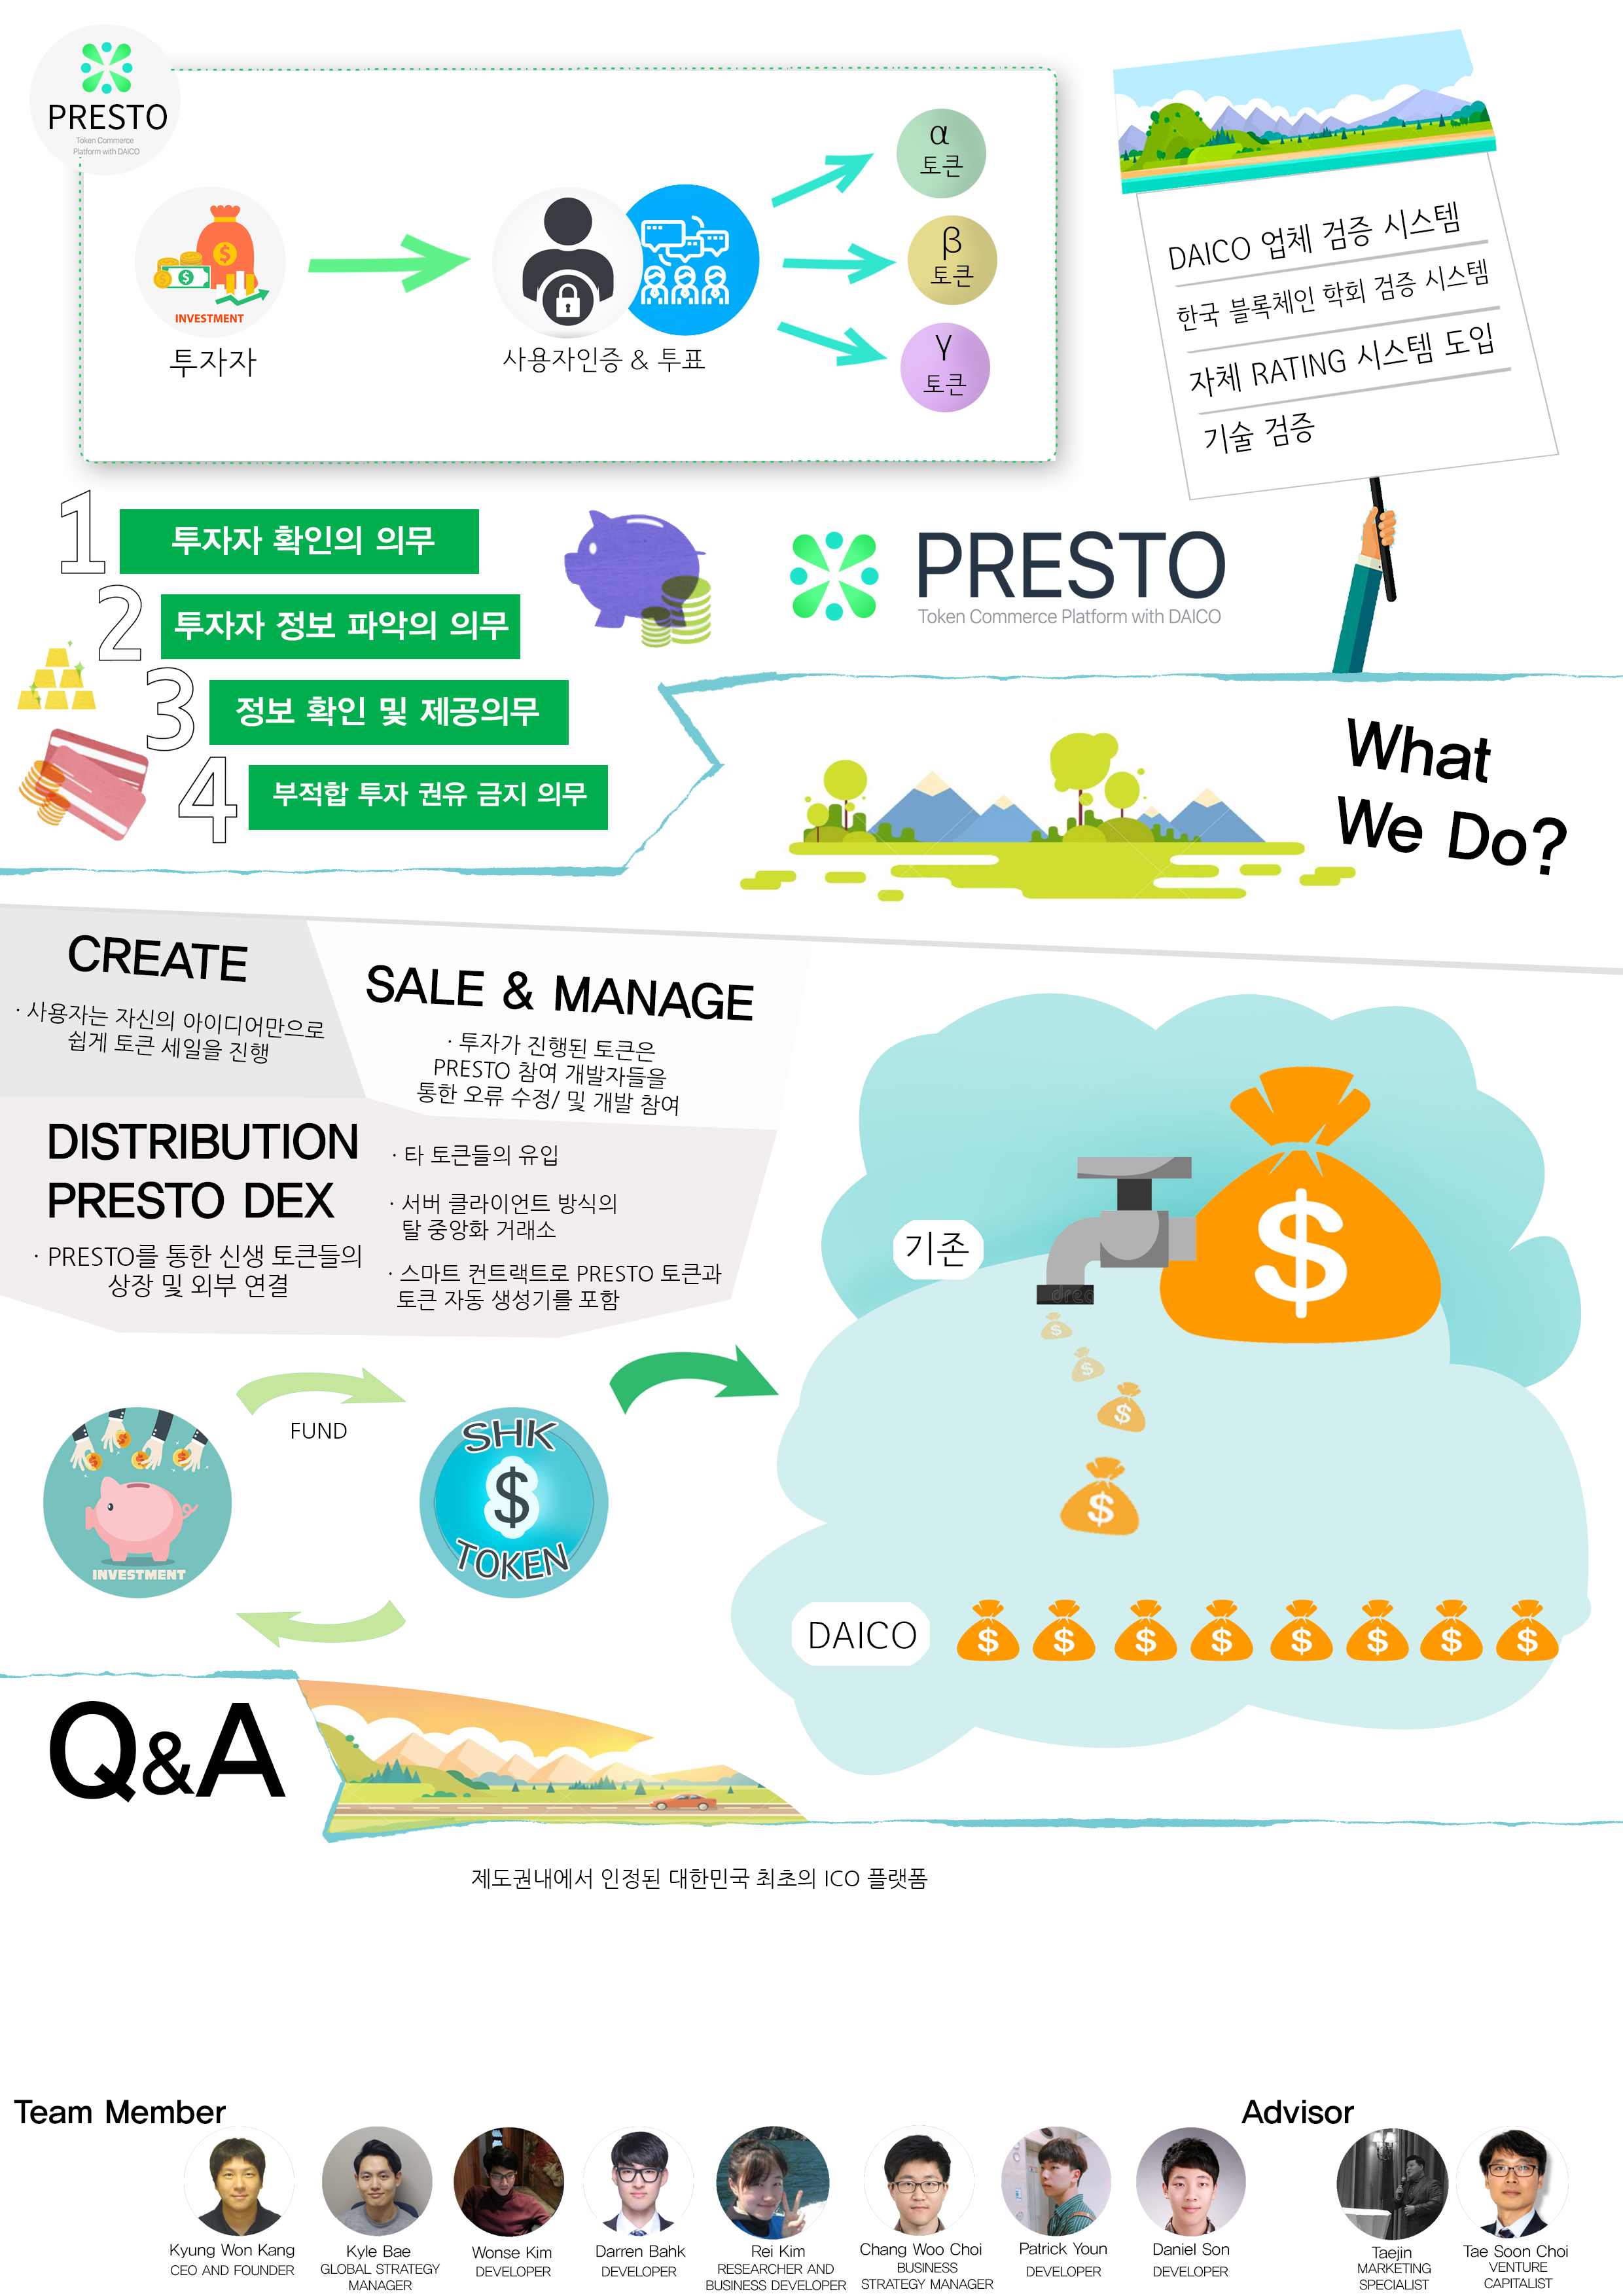 PRESTO
Token Commerce
Platform with DAICO
α
토큰
β
토큰
γ
토큰
INVESTMENT
투자자
사용자인증 & 투표
DAICO 업체 검증 시스템
한국 블록체인 학회 검증 시스템
자체 RATING 시스템 도입
기술 검증
1 투자자 확인의 의무
2 투자자 정보 파악의 의무
3 정보 확인 및 제공의무
4 부적합 투자 권유 금지 의무
PRESTO
Token Commerce Platform with DAICO
What
We Do?
CREATE
· 사용자는 자신의 아이디어만으로
쉽게 토큰 세일을 진행
SALE & MANAGE
· 투자가 진행된 토큰은
PRESTO 참여 개발자들을
통한 오류 수정/ 및 개발 참여
DISTRIBUTION
PRESTO DEX
· PRESTO를 통한 신생 토큰들의
상장 및 외부 연결
· 타 토큰들의 유입
· 서버 클라이언트 방식의
탈 중앙화 거래소
· 스마트 컨트랙트로 PRESTO 토큰과
토큰 자동 생성기를 포함
기존
$
$
$
$
$
FUND
INVESTMENT
SHK
$
TOKEN
DAICO
$ $ $ $ $ $ $ $
Q&A
제도권내에서 인정된 대한민국 최초의 ICO 플랫폼
Team Member
Kyung Won Kang
CEO AND FOUNDER
Kyle Bae
GLOBAL STRATEGY
MANAGER
Wonse Kim
DEVELOPER
Darren Bahk
DEVELOPER
Rei Kim
RESEARCHER AND
BUSINESS DEVELOPER
Chang Woo Choi
BUSINESS
STRATEGY MANAGER
Patrick Youn
DEVELOPER
Daniel Son
DEVELOPER
Advisor
Taejin
MARKETING
SPECIALIST
Tae Soon Choi
VENTURE
CAPITALIST